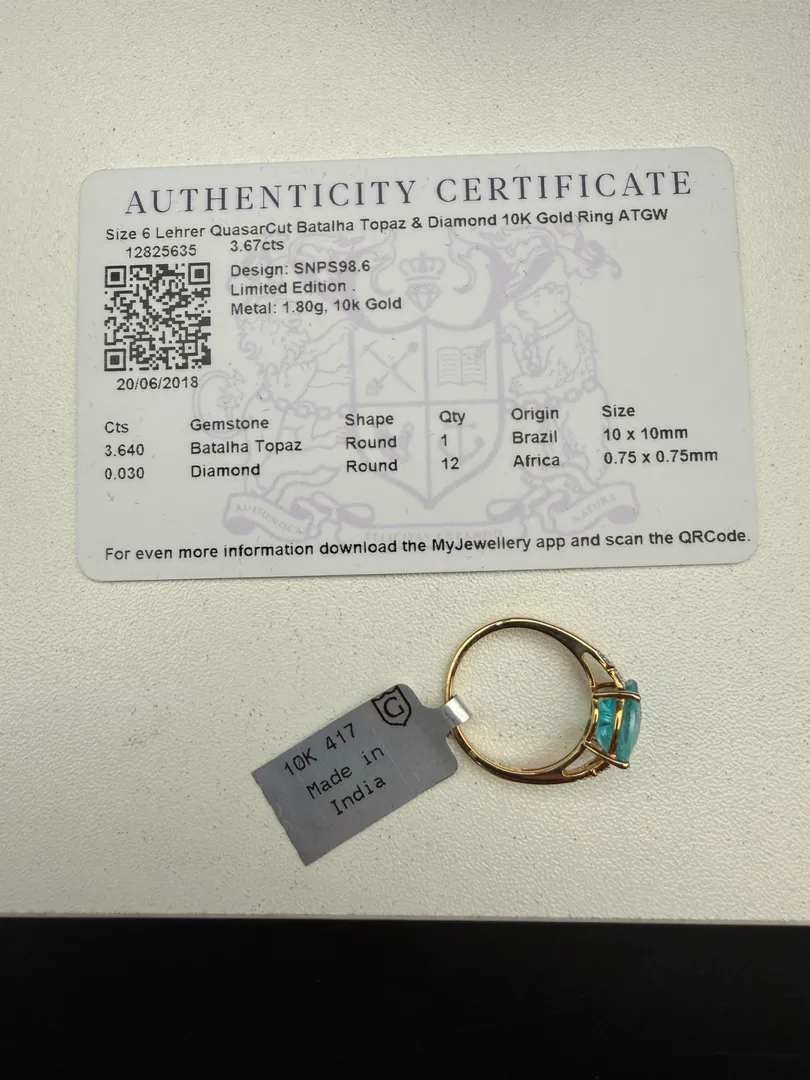 AUTHENTICITY CERTIFICATE
Size 6 Lehrer QuasarCut Batalha Topaz & Diamond 10K Gold Ring ATGW
12825635 3.67cts
Design: SNPS98.6
Limited Edition .
Metal: 1.80g, 10k Gold
20/06/2018
Cts Gemstone Shape Qty Origin Size
3.640 Batalha Topaz Round 1 Brazil 10 x 10mm
0.030 Diamond Round 12 Africa 0.75 x 0.75mm
NATURA
For even more information download the MyJewellery app and scan the QRCode.
G
10K 417
Made in
India